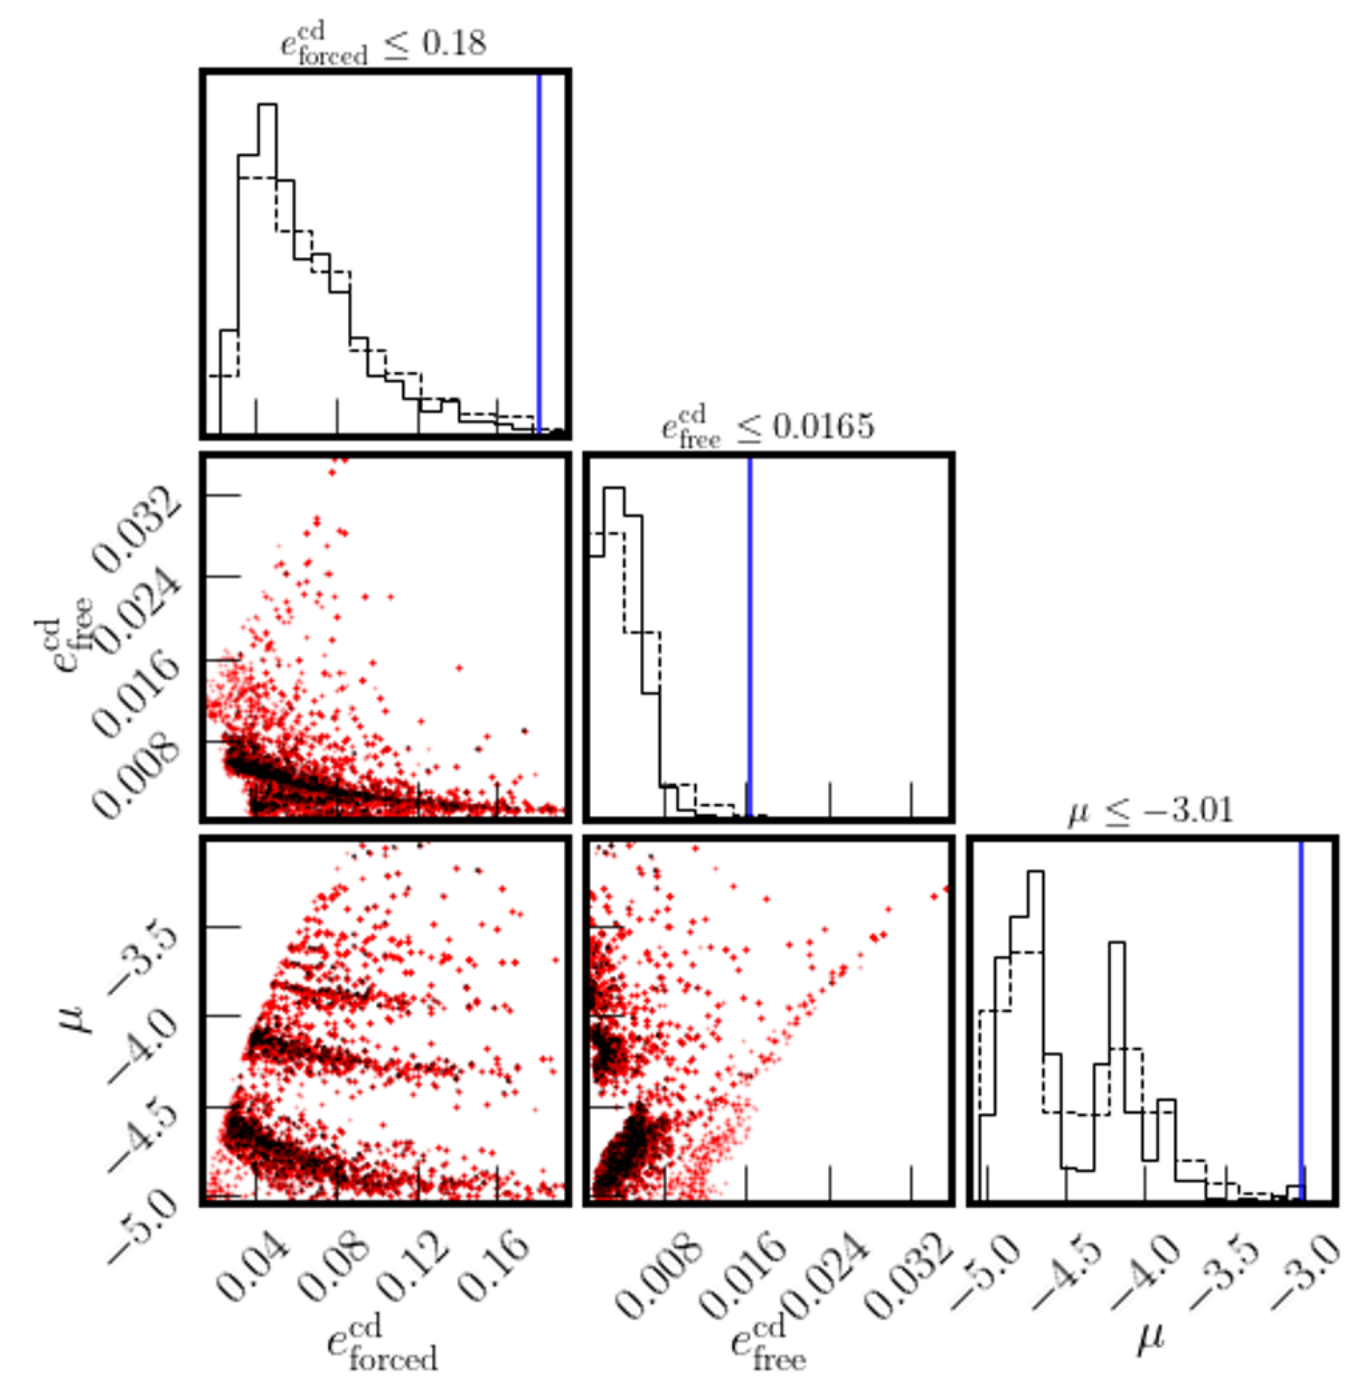 e^cd_forced ≤ 0.18
e^cd_free ≤ 0.0165
0.032
0.024
0.016
0.008
e^cd_free
μ ≤ −3.01
−3.5
−4.0
−4.5
−5.0
μ
0.04 0.08 0.12 0.16
0.008 0.016 0.024 0.032
−5.0 −4.5 −4.0 −3.5 −3.0
e^cd_forced
e^cd_free
μ